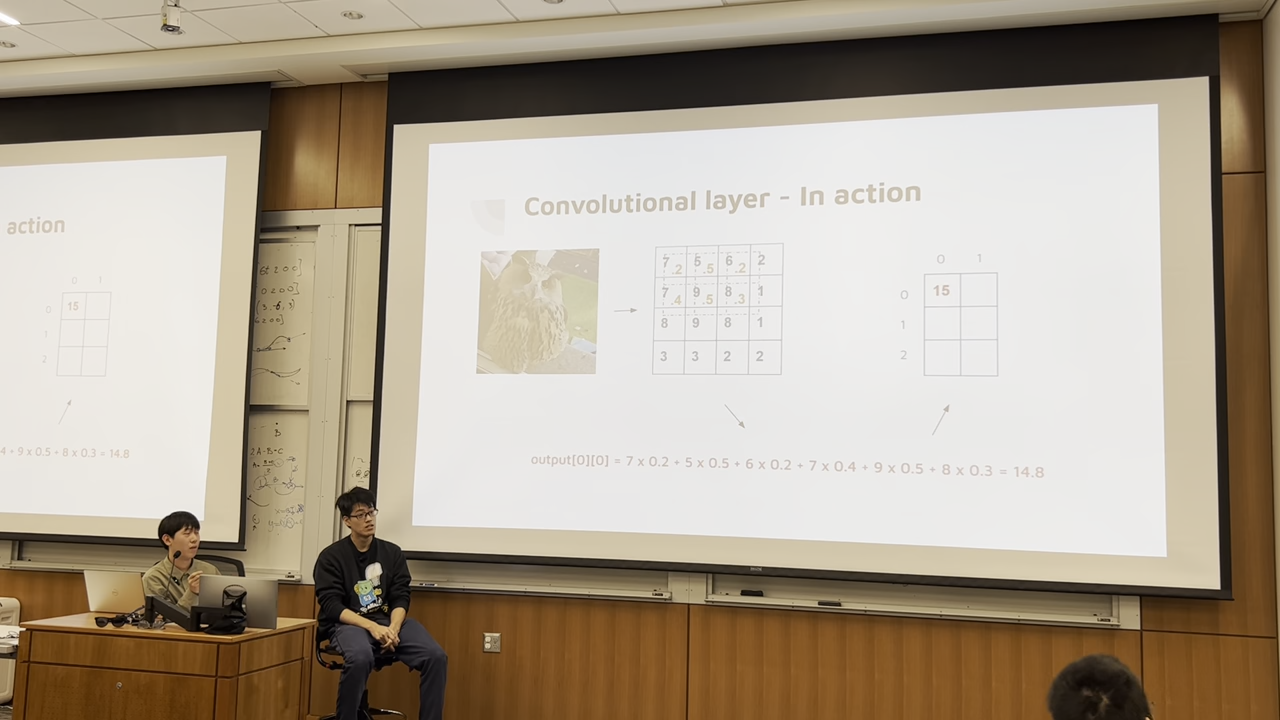 action
0 1
0 15
1
2
4 + 9 x 0.5 + 8 x 0.3 = 14.8
Convolutional layer - In action
7 .2 5 .5 6 .2 2
7 .4 9 .5 8 .3 1
8 9 8 1
3 3 2 2
0 1
0 15
1
2
output[0][0] = 7 x 0.2 + 5 x 0.5 + 6 x 0.2 + 7 x 0.4 + 9 x 0.5 + 8 x 0.3 = 14.8